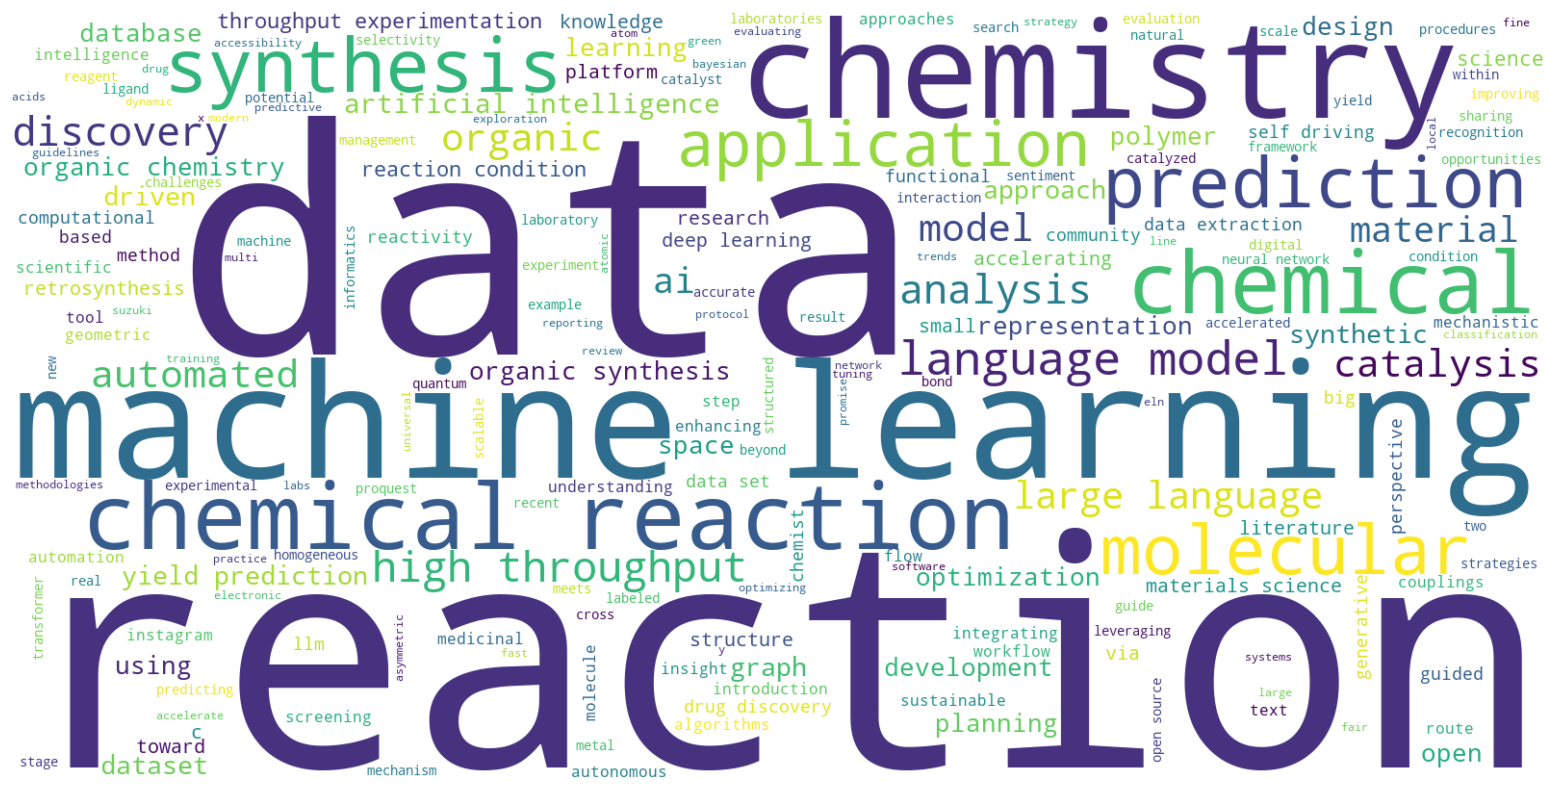 throughput experimentation
knowledge
laboratories
approaches
search
strategy
evaluation
natural
scale
design
procedures
fine
database
accessibility
selectivity
atom
green
evaluating
intelligence
synthesis
learning
chemistry
science
drug
reagent
platform
bayesian
catalyst
within
ligand
dynamic
potential
predictive
artificial intelligence
yield
improving
acids
x
modern
exploration
sharing
discovery
management
organic
application
polymer
self driving
recognition
guidelines
framework
local
organic chemistry
reaction condition
catalyzed
opportunities
challenges
functional
sentiment
driven
interaction
approach
prediction
data
computational
laboratory
research
model
community
data extraction
material
based
machine
reactivity
deep learning
line
digital
method
multi
informatics
trends
accelerating
neural network
condition
scientific
experiment
atomic
ai
chemical
retrosynthesis
accurate
analysis
suzuki
example
tool
protocol
result
small
representation
accelerated
synthetic
mechanistic
geometric
reporting
classification
new
training
review
network
language model
catalysis
automated
quantum
organic synthesis
tuning
bond
machine learning
universal
scalable
step
structured
promise
eln
big
enhancing
space
beyond
perspective
methodologies
experimental
labs
proquest
understanding
data set
chemical reaction
recent
large language
literature
two
chemist
automation
practice
homogeneous
flow
software
molecular
strategies
real
yield prediction
high throughput
optimization
materials science
couplings
transformer
electronic
meets
labeled
optimizing
generative
reaction
instagram
llm
asymmetric
cross
guide
medicinal
structure
integrating
leveraging
using
fast
y
workflow
via
systems
molecule
insight
graph
development
guided
predicting
introduction
sustainable
large
accelerate
screening
drug discovery
text
c
algorithms
planning
open source
fair
route
toward
metal
open
stage
dataset
mechanism
autonomous